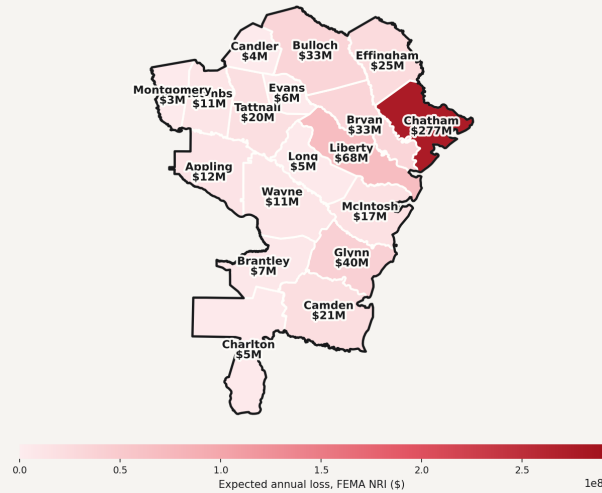 Candler
$4M
Bulloch
$33M
Effingham
$25M
Montgomery
$3M
$11M
Evans
$6M
Tattnall
$20M
Bryan
$33M
Chatham
$277M
Liberty
$68M
Long
$5M
Appling
$12M
Wayne
$11M
McIntosh
$17M
Glynn
$40M
Brantley
$7M
Camden
$21M
Charlton
$5M
0.0 0.5 1.0 1.5 2.0 2.5
1e8
Expected annual loss, FEMA NRI ($)